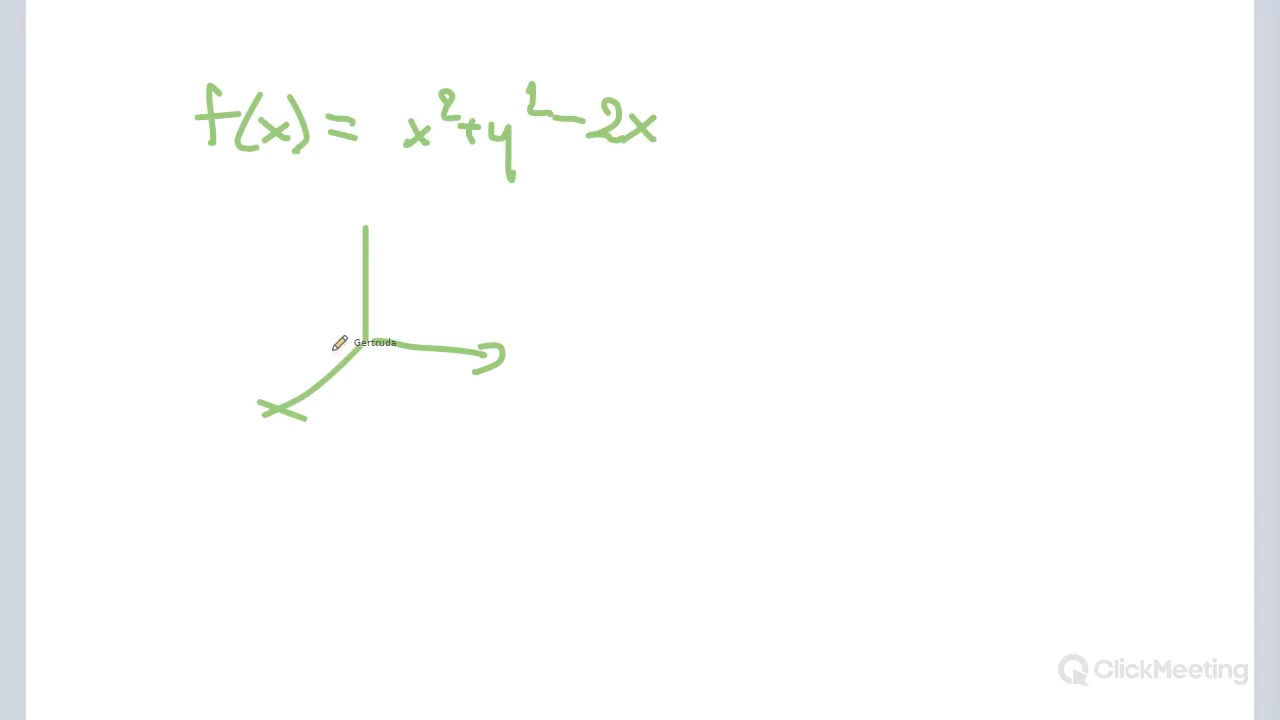 f(x) = x²+y²-2x
Gertruda
ClickMeeting